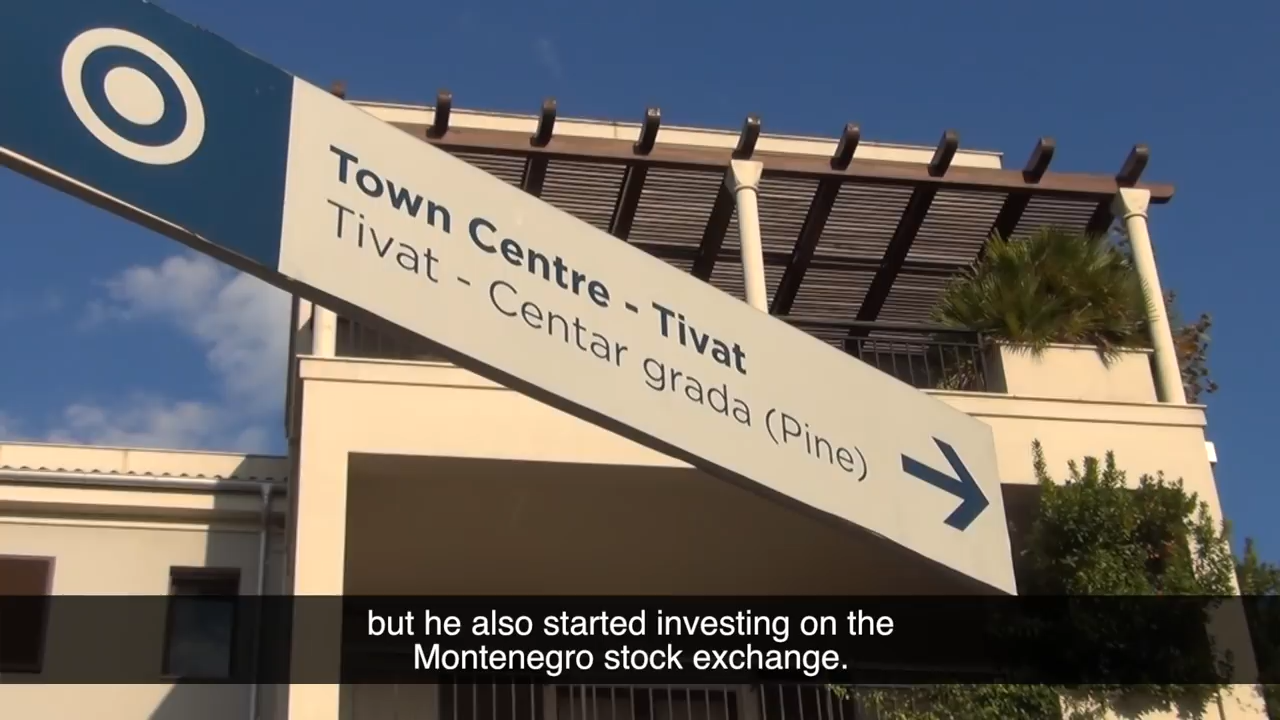 Town Centre - Tivat
Tivat - Centar grada (Pine)
but he also started investing on the
Montenegro stock exchange.